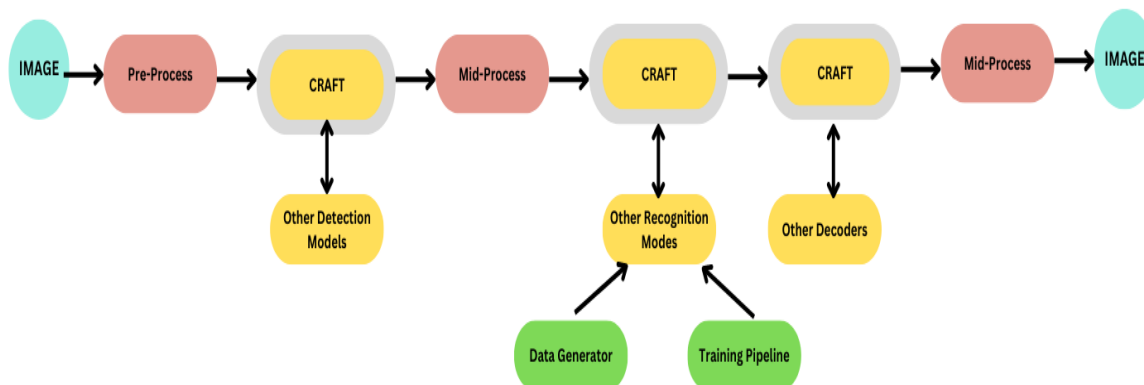 IMAGE
Pre-Process
CRAFT
Mid-Process
CRAFT
CRAFT
Mid-Process
IMAGE
Other Detection
Models
Other Recognition
Modes
Other Decoders
Data Generator
Training Pipeline